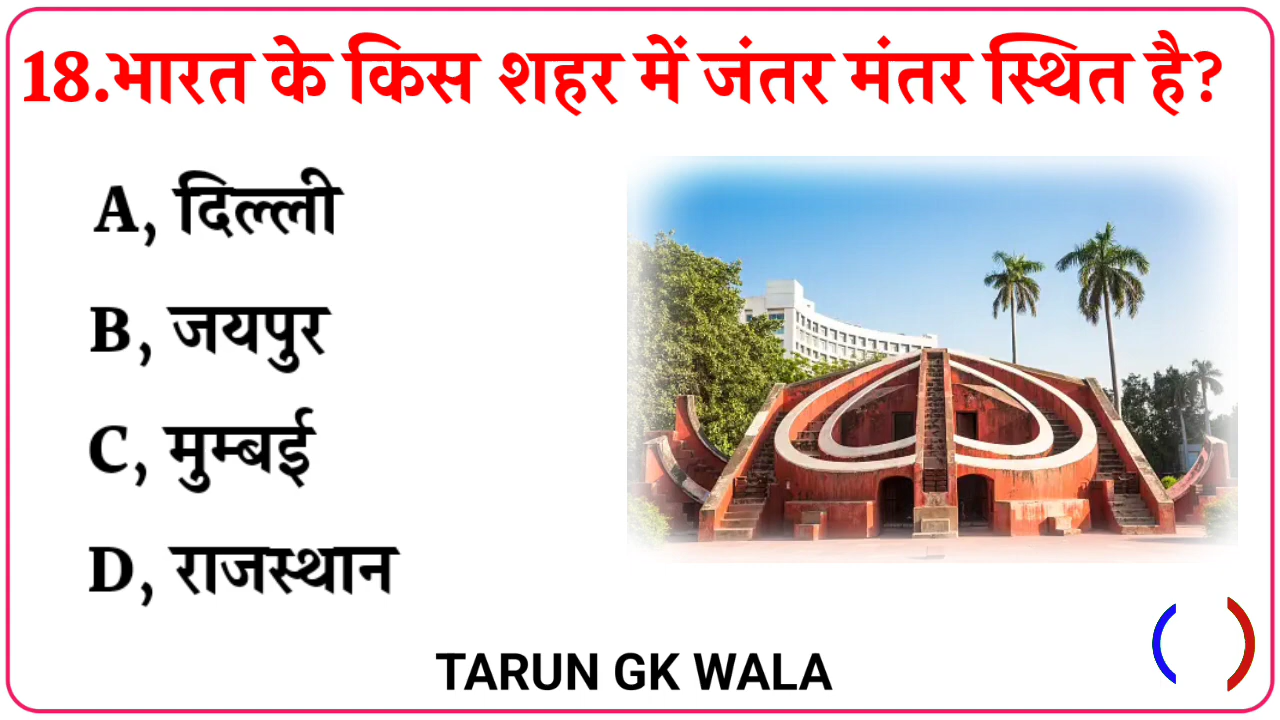 18.भारत के किस शहर में जंतर मंतर स्थित है?
A, दिल्ली
B, जयपुर
C, मुम्बई
D, राजस्थान
TARUN GK WALA